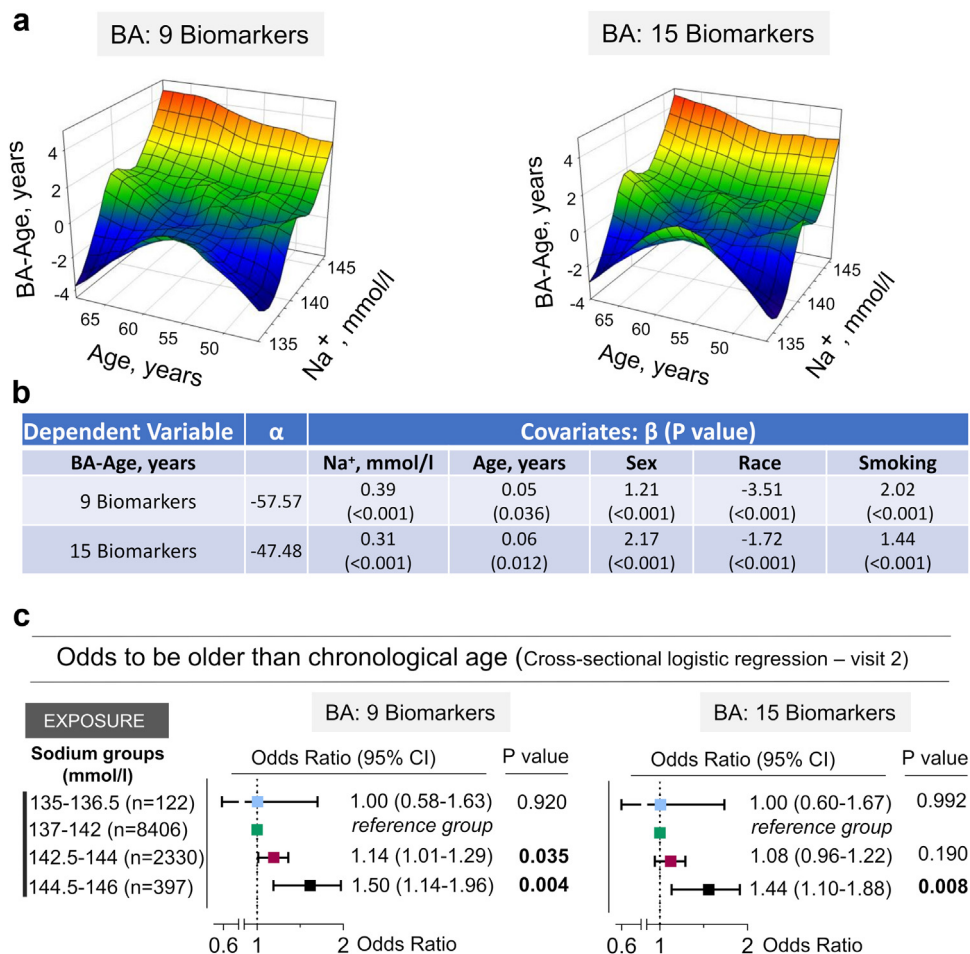 a
BA: 9 Biomarkers
BA: 15 Biomarkers
BA-Age, years
4
2
0
-2
-4
65
60
55
50
Age, years
135
140
145
Na+, mmol/l
BA-Age, years
4
2
0
-2
-4
65
60
55
50
Age, years
135
140
145
Na+, mmol/l
b
Dependent Variable α Covariates: β (P value)
BA-Age, years Na⁺, mmol/l Age, years Sex Race Smoking
9 Biomarkers -57.57 0.39 0.05 1.21 -3.51 2.02
(<0.001) (0.036) (<0.001) (<0.001) (<0.001)
15 Biomarkers -47.48 0.31 0.06 2.17 -1.72 1.44
(<0.001) (0.012) (<0.001) (<0.001) (<0.001)
c
Odds to be older than chronological age (Cross-sectional logistic regression – visit 2)
EXPOSURE BA: 9 Biomarkers BA: 15 Biomarkers
Sodium groups
(mmol/l)
Odds Ratio (95% CI) P value Odds Ratio (95% CI) P value
135-136.5 (n=122) 1.00 (0.58-1.63) 0.920 1.00 (0.60-1.67) 0.992
137-142 (n=8406) reference group reference group
142.5-144 (n=2330) 1.14 (1.01-1.29) 0.035 1.08 (0.96-1.22) 0.190
144.5-146 (n=397) 1.50 (1.14-1.96) 0.004 1.44 (1.10-1.88) 0.008
0.6 1 2 Odds Ratio 0.6 1 2 Odds Ratio